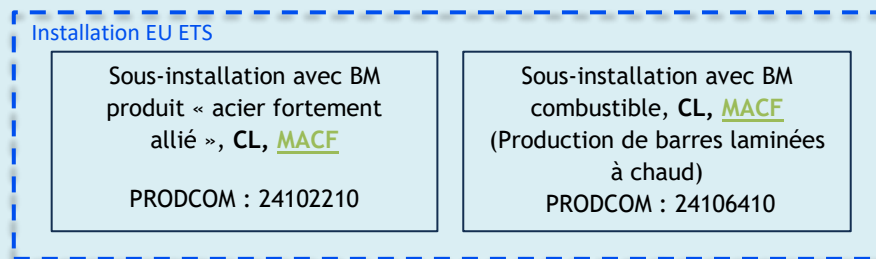 Installation EU ETS
Sous-installation avec BM
produit « acier fortement
allié », CL, MACF
PRODCOM : 24102210
Sous-installation avec BM
combustible, CL, MACF
(Production de barres laminées
à chaud)
PRODCOM : 24106410